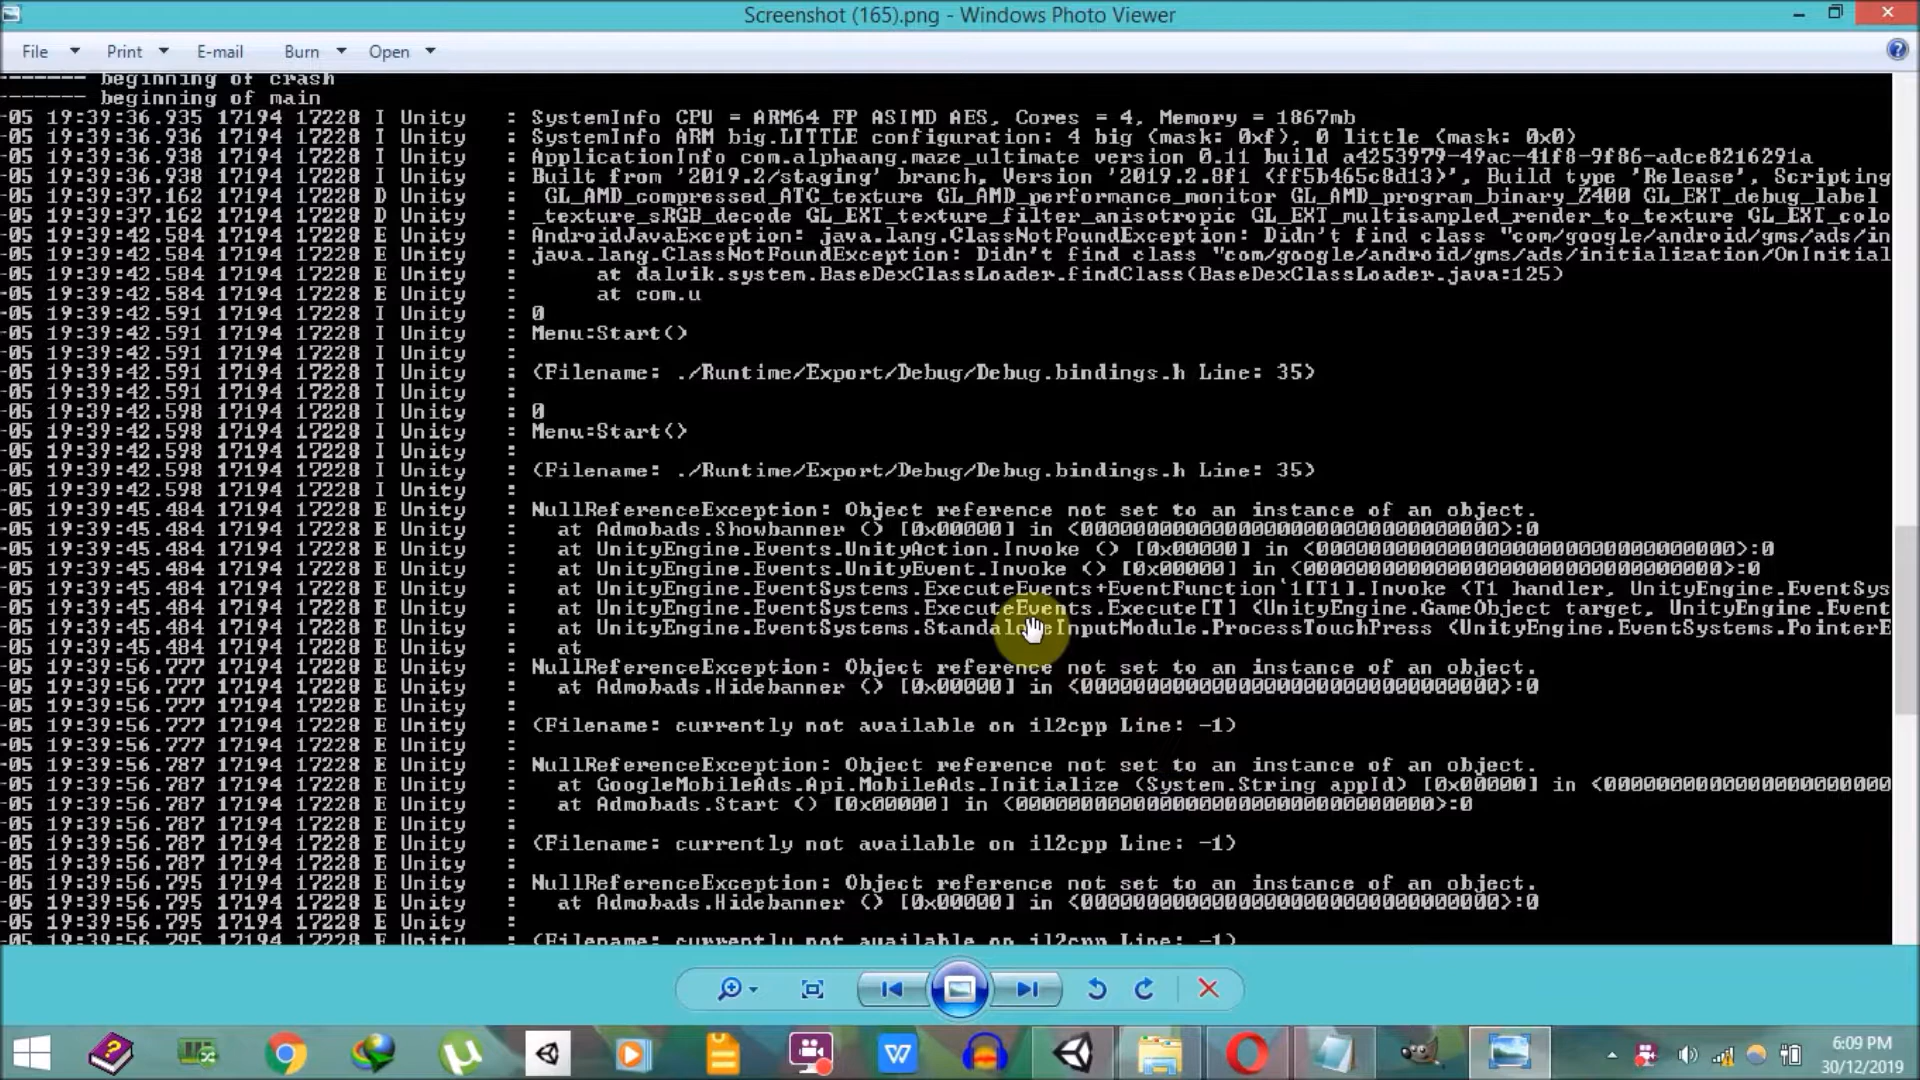 Screenshot (165).png - Windows Photo Viewer
File Print E-mail Burn Open
------- beginning of crash
------- beginning of main
-05 19:39:36.935 17194 17228 I Unity : SystemInfo CPU = ARM64 FP ASIMD AES, Cores = 4, Memory = 1867mb
-05 19:39:36.936 17194 17228 I Unity : SystemInfo ARM big.LITTLE configuration: 4 big (mask: 0xf), 0 little (mask: 0x0)
-05 19:39:36.938 17194 17228 I Unity : ApplicationInfo com.alphaang.maze_ultimate version 0.11 build a4253979-49ac-41f8-9f86-adce8216291a
-05 19:39:36.938 17194 17228 I Unity : Built from '2019.2/staging' branch, Version '2019.2.8f1 (ff5b465c8d13)', Build type 'Release', Scripting
-05 19:39:37.162 17194 17228 D Unity : GL_AMD_compressed_ATC_texture GL_AMD_performance_monitor GL_AMD_program_binary_Z400 GL_EXT_debug_label
-05 19:39:37.162 17194 17228 D Unity : _texture_sRGB_decode GL_EXT_texture_filter_anisotropic GL_EXT_multisampled_render_to_texture GL_EXT_colo
-05 19:39:42.584 17194 17228 E Unity : AndroidJavaException: java.lang.ClassNotFoundException: Didn't find class "com/google/android/gms/ads/in
-05 19:39:42.584 17194 17228 E Unity : java.lang.ClassNotFoundException: Didn't find class "com/google/android/gms/ads/initialization/OnInitial
-05 19:39:42.584 17194 17228 E Unity : at dalvik.system.BaseDexClassLoader.findClass(BaseDexClassLoader.java:125)
-05 19:39:42.584 17194 17228 E Unity : at com.u
-05 19:39:42.591 17194 17228 I Unity : 0
-05 19:39:42.591 17194 17228 I Unity : Menu:Start()
-05 19:39:42.591 17194 17228 I Unity :
-05 19:39:42.591 17194 17228 I Unity : (Filename: ./Runtime/Export/Debug/Debug.bindings.h Line: 35)
-05 19:39:42.591 17194 17228 I Unity :
-05 19:39:42.598 17194 17228 I Unity : 0
-05 19:39:42.598 17194 17228 I Unity : Menu:Start()
-05 19:39:42.598 17194 17228 I Unity :
-05 19:39:42.598 17194 17228 I Unity : (Filename: ./Runtime/Export/Debug/Debug.bindings.h Line: 35)
-05 19:39:42.598 17194 17228 I Unity :
-05 19:39:45.484 17194 17228 E Unity : NullReferenceException: Object reference not set to an instance of an object.
-05 19:39:45.484 17194 17228 E Unity : at Admobads.Showbanner () [0x00000] in <00000000000000000000000000000000>:0
-05 19:39:45.484 17194 17228 E Unity : at UnityEngine.Events.UnityAction.Invoke () [0x00000] in <00000000000000000000000000000000>:0
-05 19:39:45.484 17194 17228 E Unity : at UnityEngine.Events.UnityEvent.Invoke () [0x00000] in <00000000000000000000000000000000>:0
-05 19:39:45.484 17194 17228 E Unity : at UnityEngine.EventSystems.ExecuteEvents+EventFunction`1[T1].Invoke (T1 handler, UnityEngine.EventSys
-05 19:39:45.484 17194 17228 E Unity : at UnityEngine.EventSystems.ExecuteEvents.Execute[T] (UnityEngine.GameObject target, UnityEngine.Event
-05 19:39:45.484 17194 17228 E Unity : at UnityEngine.EventSystems.StandaloneInputModule.ProcessTouchPress (UnityEngine.EventSystems.PointerE
-05 19:39:45.484 17194 17228 E Unity : at
-05 19:39:56.777 17194 17228 E Unity : NullReferenceException: Object reference not set to an instance of an object.
-05 19:39:56.777 17194 17228 E Unity : at Admobads.Hidebanner () [0x00000] in <00000000000000000000000000000000>:0
-05 19:39:56.777 17194 17228 E Unity :
-05 19:39:56.777 17194 17228 E Unity : (Filename: currently not available on il2cpp Line: -1)
-05 19:39:56.777 17194 17228 E Unity :
-05 19:39:56.787 17194 17228 E Unity : NullReferenceException: Object reference not set to an instance of an object.
-05 19:39:56.787 17194 17228 E Unity : at GoogleMobileAds.Api.MobileAds.Initialize (System.String appId) [0x00000] in <00000000000000000000000
-05 19:39:56.787 17194 17228 E Unity : at Admobads.Start () [0x00000] in <00000000000000000000000000000000>:0
-05 19:39:56.787 17194 17228 E Unity :
-05 19:39:56.787 17194 17228 E Unity : (Filename: currently not available on il2cpp Line: -1)
-05 19:39:56.787 17194 17228 E Unity :
-05 19:39:56.795 17194 17228 E Unity : NullReferenceException: Object reference not set to an instance of an object.
-05 19:39:56.795 17194 17228 E Unity : at Admobads.Hidebanner () [0x00000] in <00000000000000000000000000000000>:0
-05 19:39:56.795 17194 17228 E Unity :
-05 19:39:56.795 17194 17228 E Unity : (Filename: currently not available on il2cpp Line: -1)
6:09 PM
30/12/2019